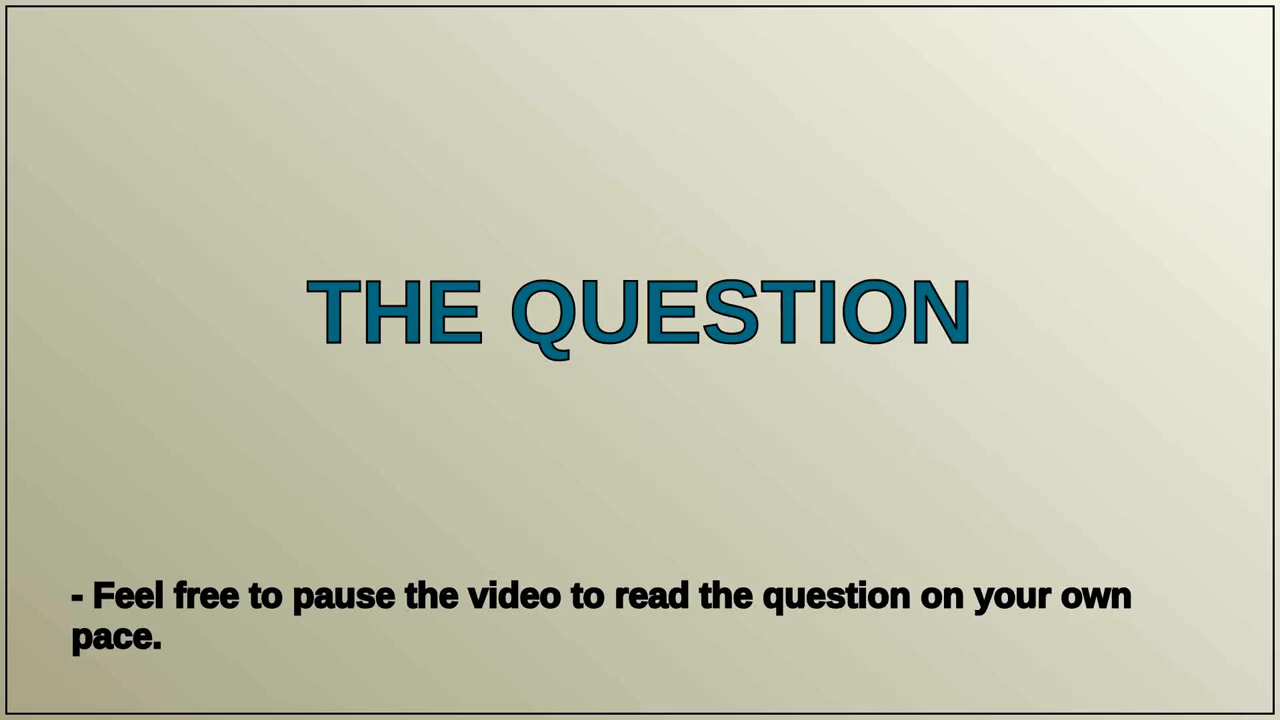 THE QUESTION
- Feel free to pause the video to read the question on your own
pace.